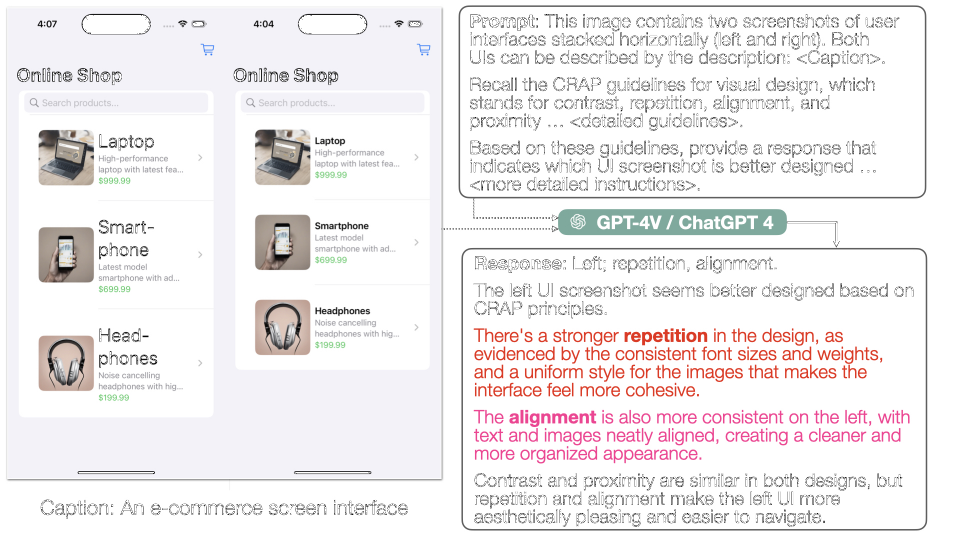 4:07
Online Shop
Search products...
Laptop
High-performance
laptop with latest fea...
$999.99
Smart-
phone
Latest model
smartphone with ad...
$699.99
Head-
phones
Noise cancelling
headphones with hig...
$199.99
4:04
Online Shop
Search products...
Laptop
High-performance
laptop with latest fea...
$999.99
Smartphone
Latest model
smartphone with ad...
$699.99
Headphones
Noise cancelling
headphones with hig...
$199.99
Caption: An e-commerce screen interface
Prompt: This image contains two screenshots of user
interfaces stacked horizontally (left and right). Both
UIs can be described by the description: <Caption>.
Recall the CRAP guidelines for visual design, which
stands for contrast, repetition, alignment, and
proximity … <detailed guidelines>.
Based on these guidelines, provide a response that
indicates which UI screenshot is better designed …
<more detailed instructions>.
GPT-4V / ChatGPT 4
Response: Left; repetition, alignment.
The left UI screenshot seems better designed based on
CRAP principles.
There's a stronger repetition in the design, as
evidenced by the consistent font sizes and weights,
and a uniform style for the images that makes the
interface feel more cohesive.
The alignment is also more consistent on the left, with
text and images neatly aligned, creating a cleaner and
more organized appearance.
Contrast and proximity are similar in both designs, but
repetition and alignment make the left UI more
aesthetically pleasing and easier to navigate.